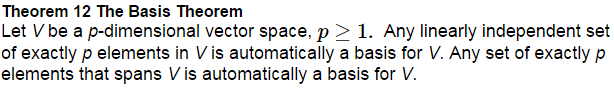 Theorem 12 The Basis Theorem
Let V be a p-dimensional vector space, p ≥ 1. Any linearly independent set
of exactly p elements in V is automatically a basis for V. Any set of exactly p
elements that spans V is automatically a basis for V.